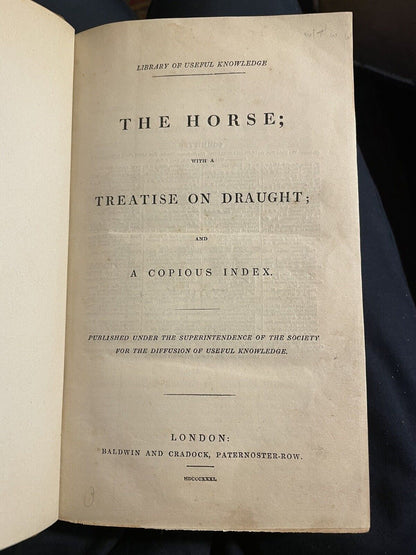 LIBRARY OF USEFUL KNOWLEDGE
THE HORSE;
WITH A
TREATISE ON DRAUGHT;
AND
A COPIOUS INDEX.
PUBLISHED UNDER THE SUPERINTENDENCE OF THE SOCIETY
FOR THE DIFFUSION OF USEFUL KNOWLEDGE.
LONDON:
BALDWIN AND CRADOCK, PATERNOSTER-ROW.
MDCCCXXXI.